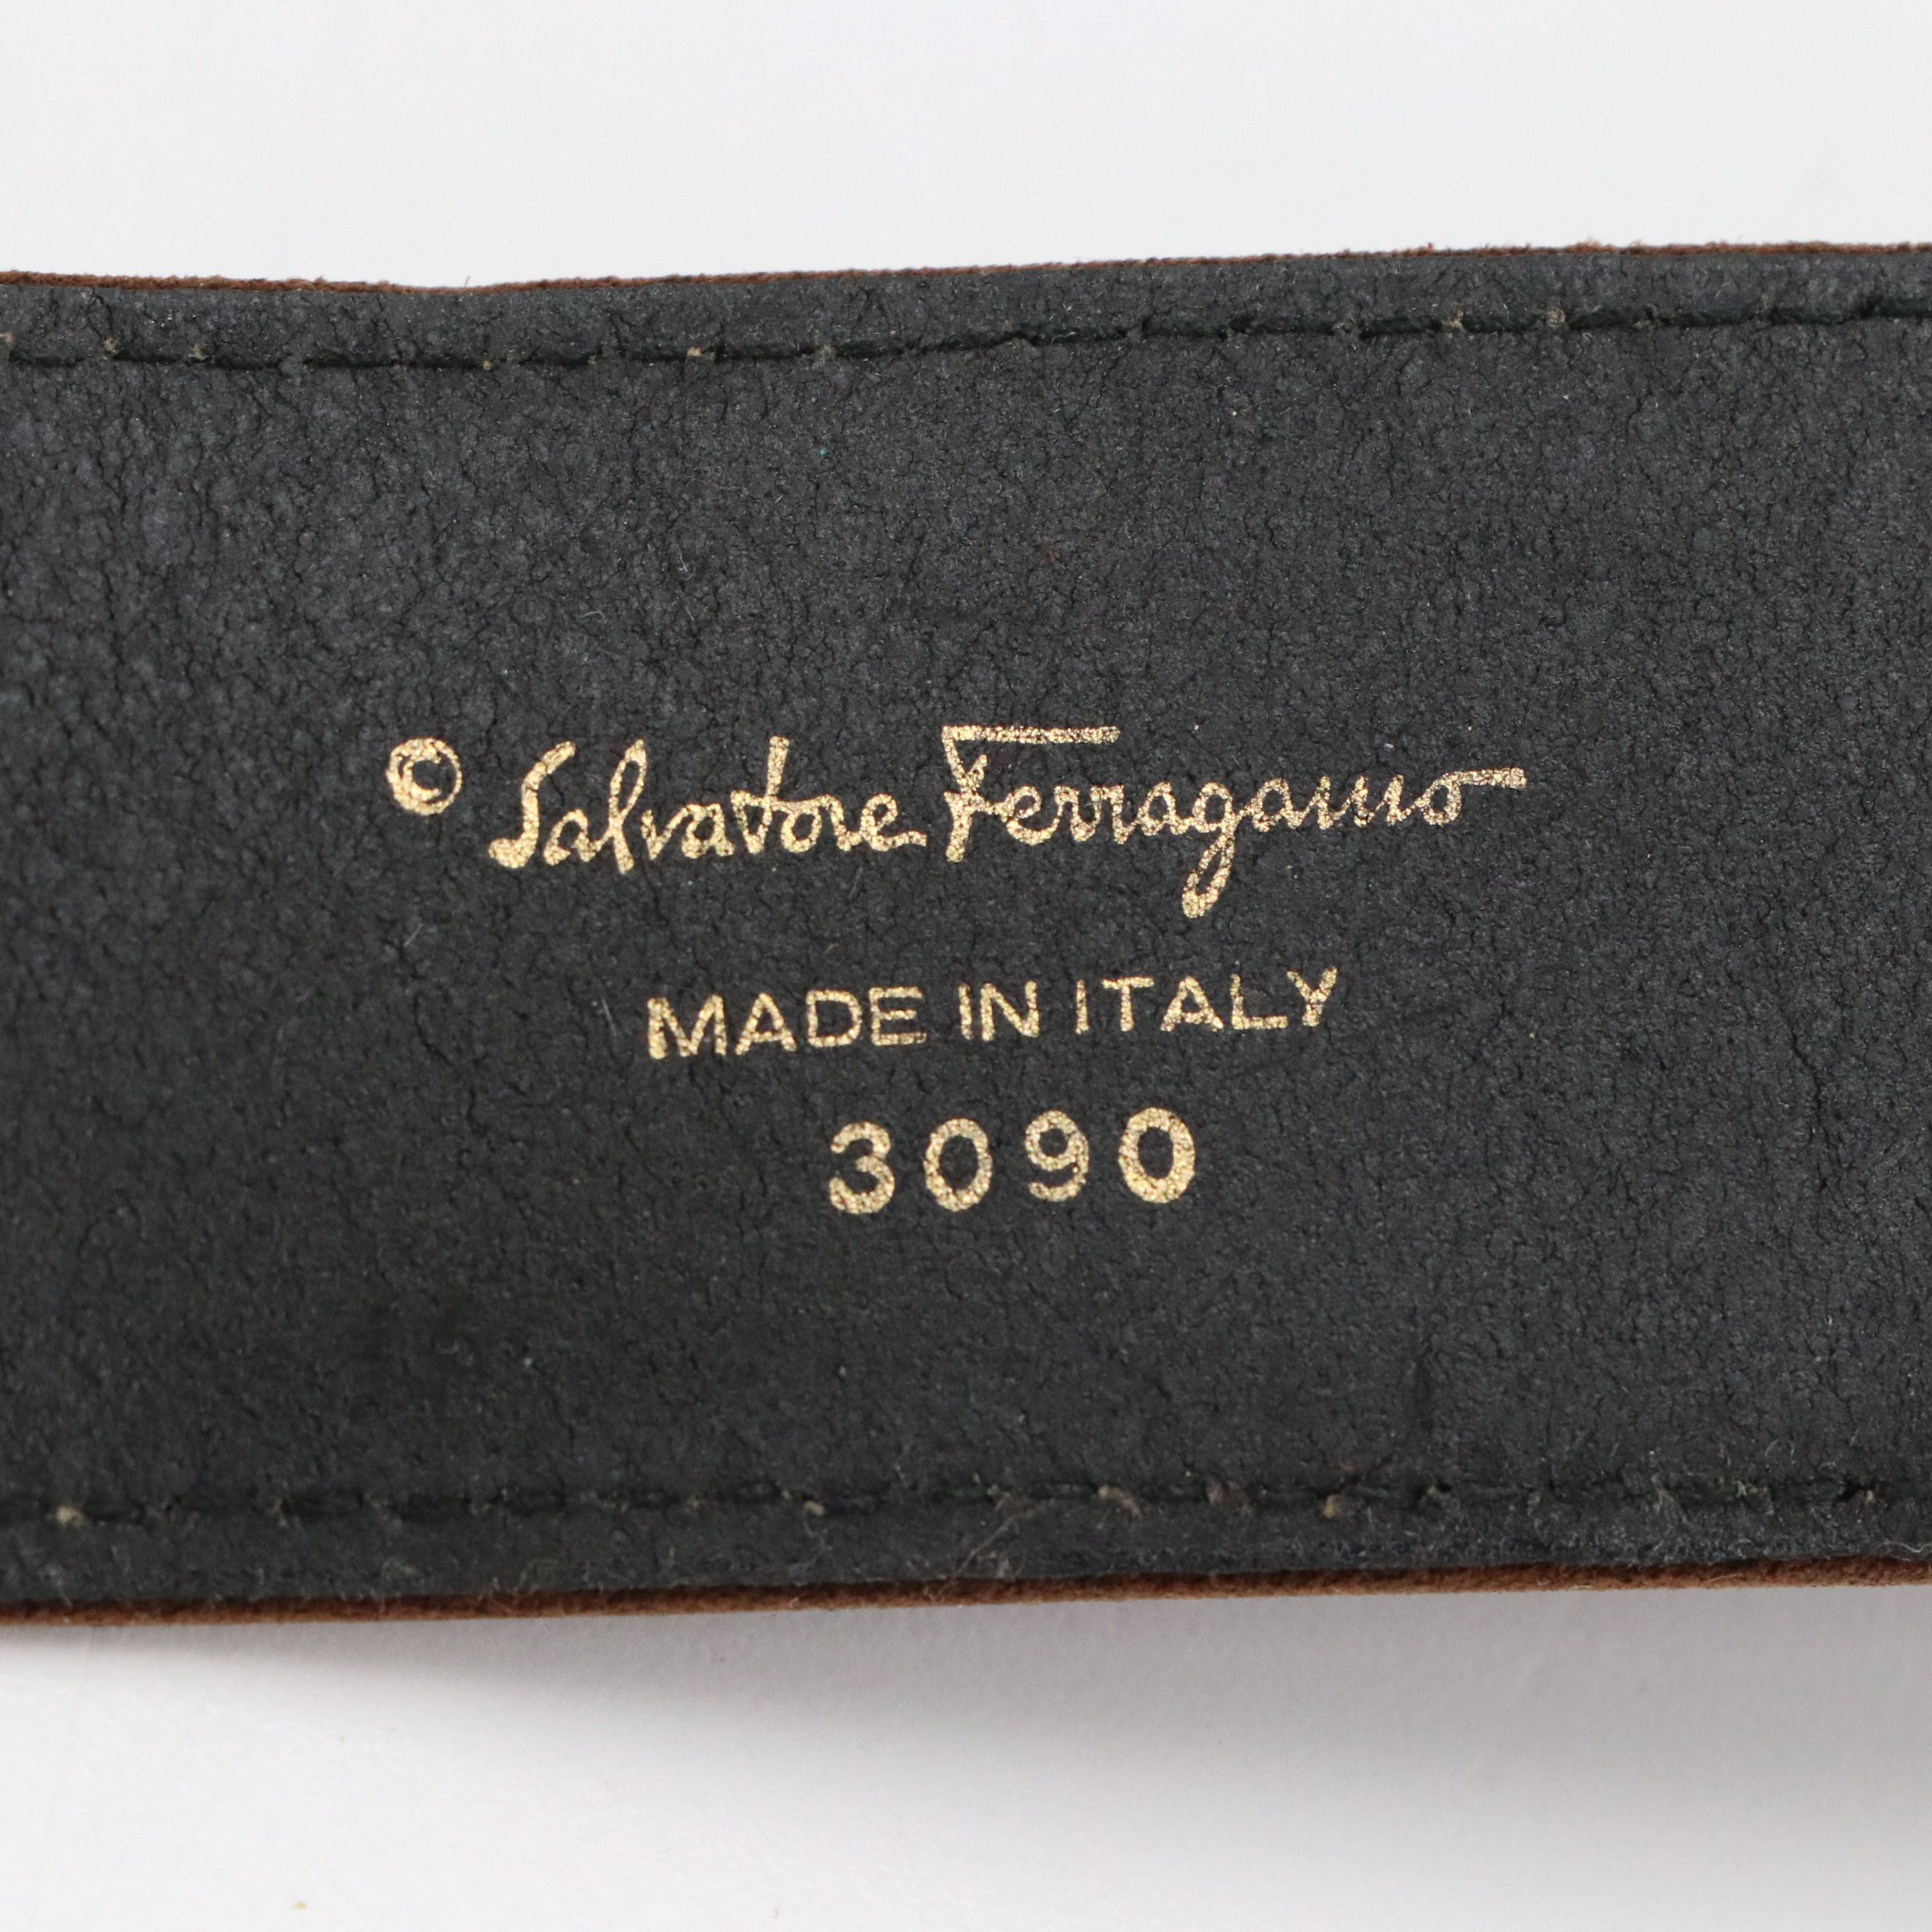 © Salvatore Ferragamo
MADE IN ITALY
3090